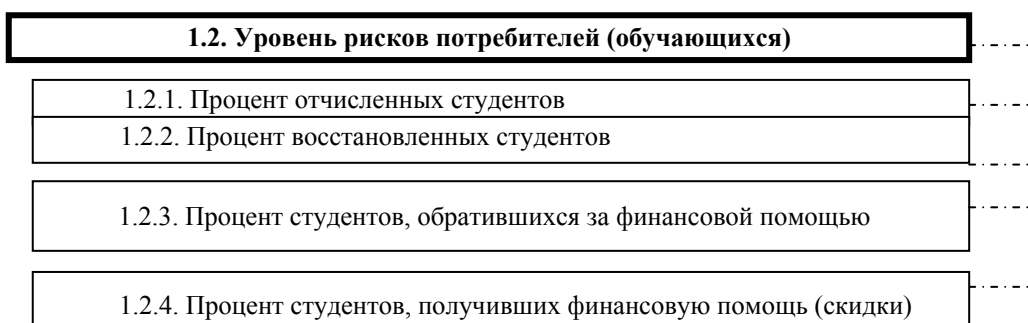 1.2. Уровень рисков потребителей (обучающихся)
1.2.1. Процент отчисленных студентов
1.2.2. Процент восстановленных студентов
1.2.3. Процент студентов, обратившихся за финансовой помощью
1.2.4. Процент студентов, получивших финансовую помощь (скидки)